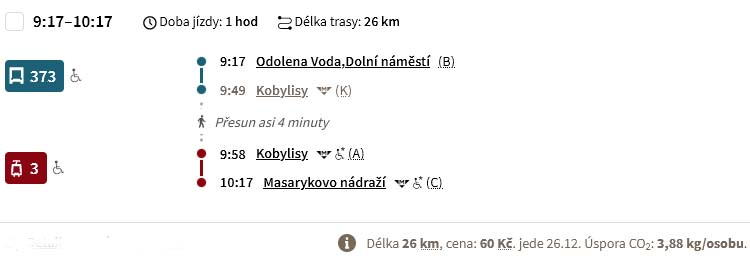 9:17–10:17 Doba jízdy: 1 hod Délka trasy: 26 km
373 9:17 Odolena Voda,Dolní náměstí (B)
9:49 Kobylisy (K)
Přesun asi 4 minuty
3 9:58 Kobylisy (A)
10:17 Masarykovo nádraží (C)
Délka 26 km, cena: 60 Kč. jede 26.12. Úspora CO₂: 3,88 kg/osobu.